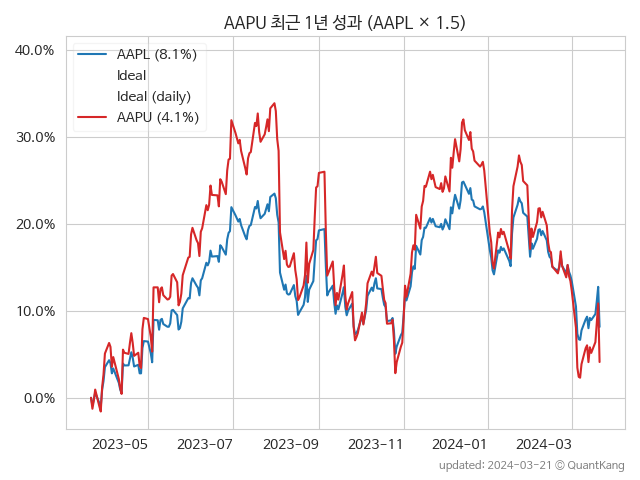 AAPU 최근 1년 성과 (AAPL × 1.5)
AAPL (8.1%)
Ideal
Ideal (daily)
AAPU (4.1%)
40.0%
30.0%
20.0%
10.0%
0.0%
2023-05
2023-07
2023-09
2023-11
2024-01
2024-03
updated: 2024-03-21 © QuantKang